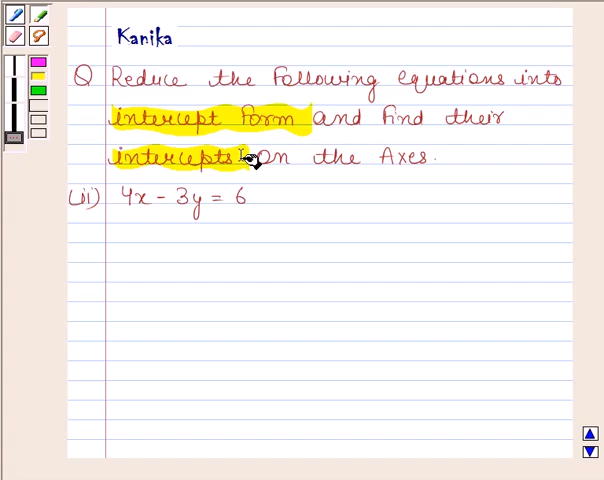 Kanika
Q Reduce the following equations into
intercept form and find their
intercepts on the Axes.
(ii) 4x - 3y = 6